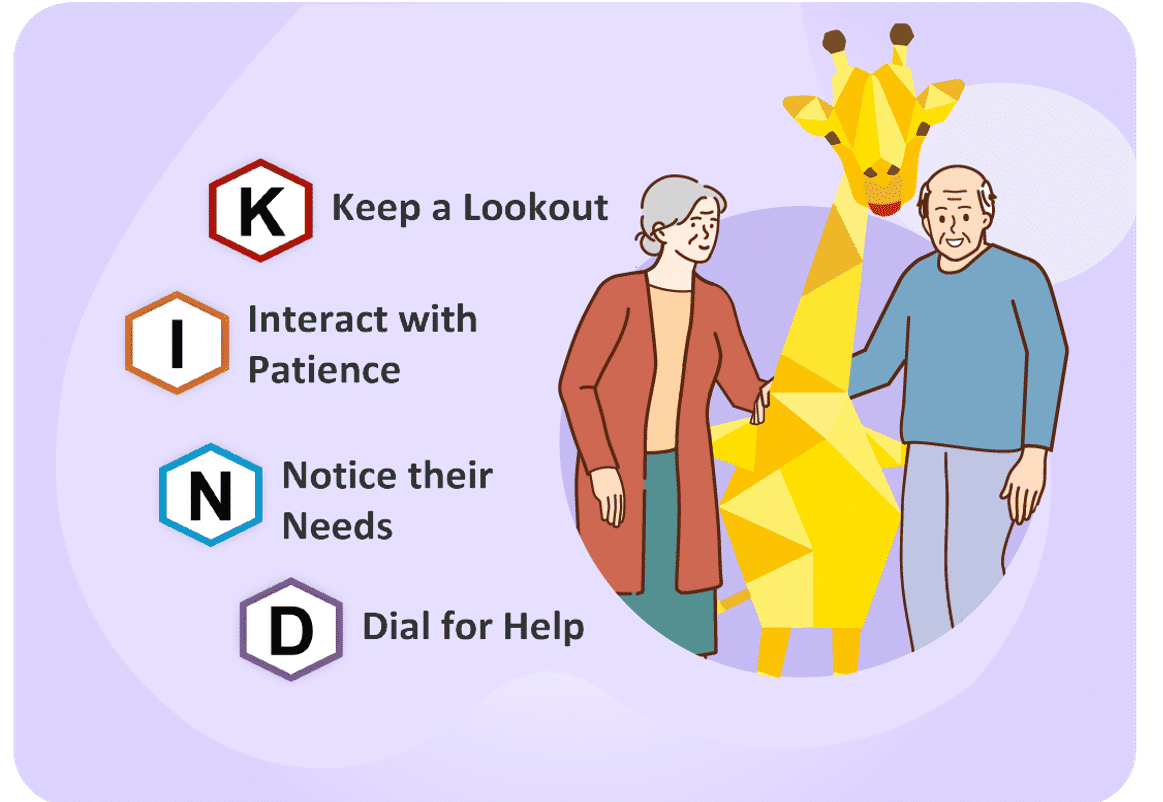 K
Keep a Lookout
I
Interact with
Patience
N
Notice their
Needs
D
Dial for Help